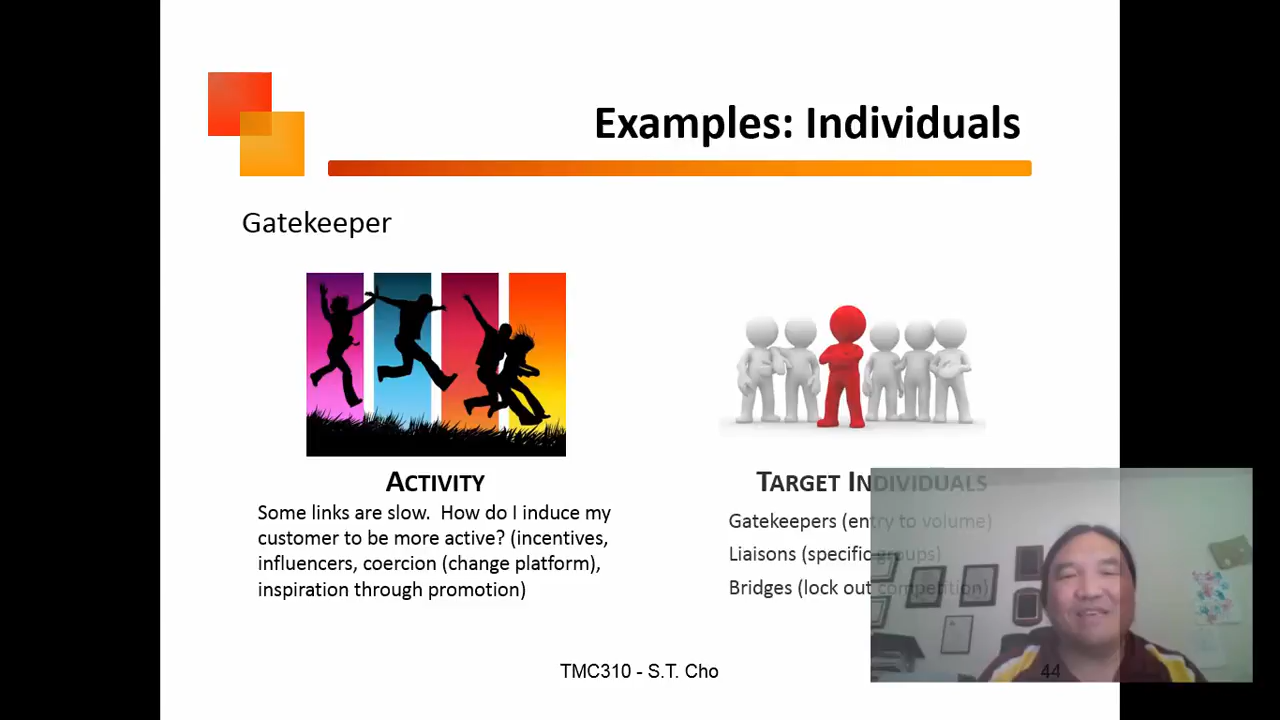 Examples: Individuals
Gatekeeper
ACTIVITY
Some links are slow.  How do I induce my
customer to be more active? (incentives,
influencers, coercion (change platform),
inspiration through promotion)
TARGET INDIVIDUALS
Gatekeepers (entry to volume)
Liaisons (specific groups)
Bridges (lock out competition)
TMC310 - S.T. Cho
44